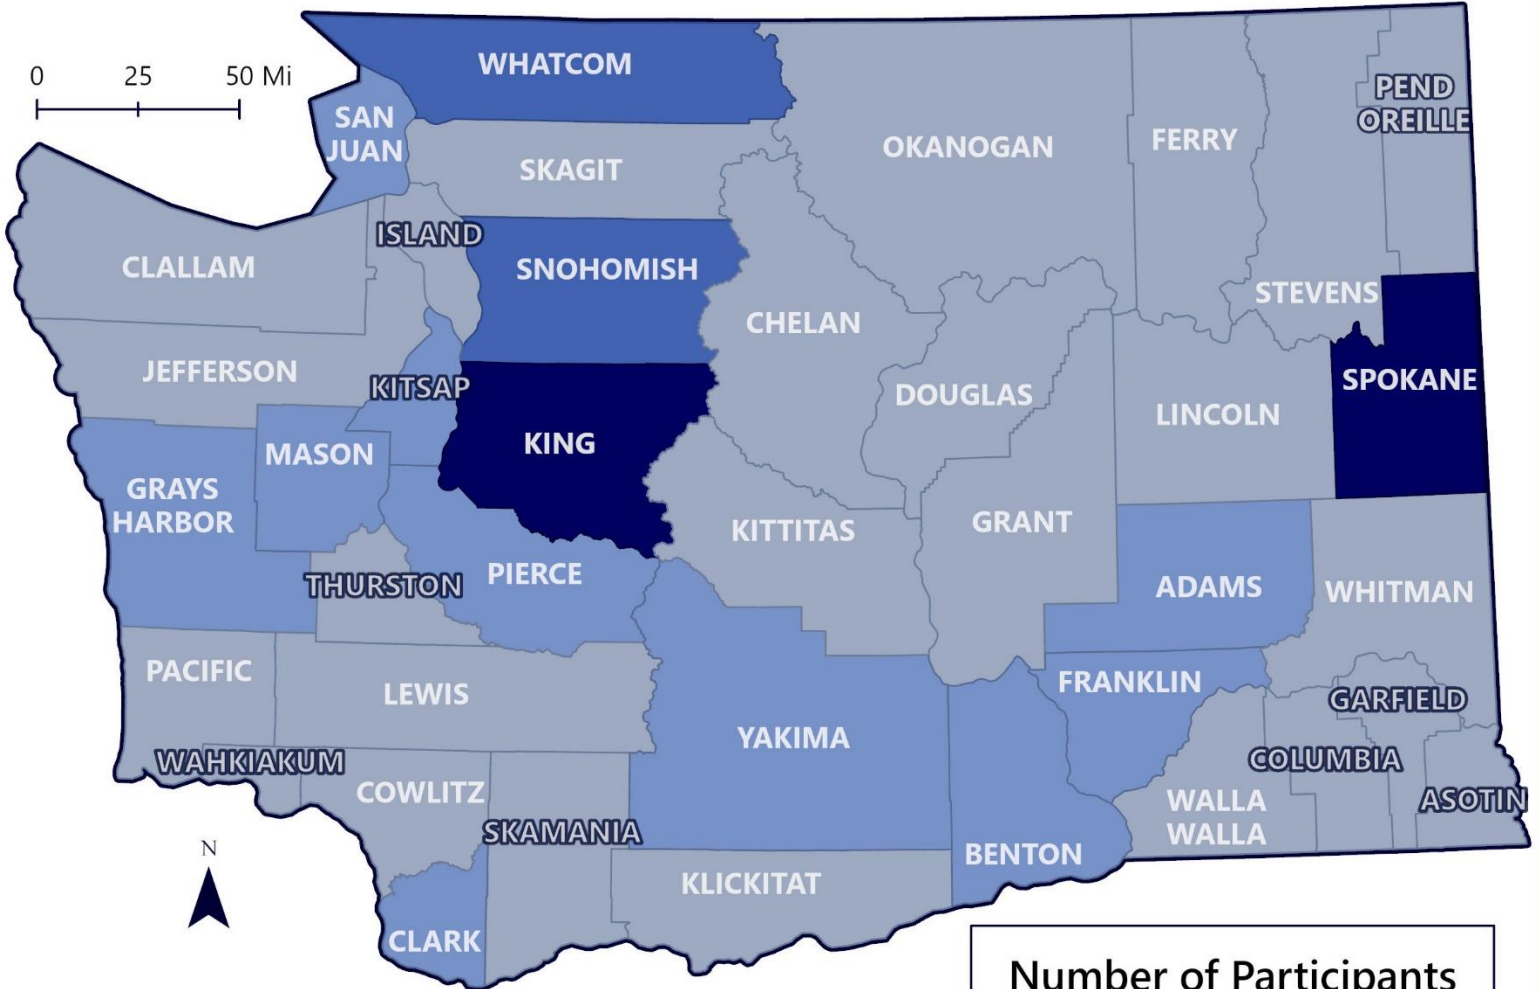 0 25 50 Mi
WHATCOM
SAN
JUAN
SKAGIT
OKANOGAN
FERRY
PEND
OREILLE
ISLAND
CLALLAM
SNOHOMISH
STEVENS
CHELAN
JEFFERSON
KITSAP
DOUGLAS
LINCOLN
SPOKANE
MASON
KING
GRAYS
HARBOR
KITTITAS
GRANT
THURSTON
PIERCE
ADAMS
WHITMAN
PACIFIC
LEWIS
FRANKLIN
GARFIELD
YAKIMA
WAHKIAKUM
COLUMBIA
COWLITZ
WALLA
WALLA
ASOTIN
SKAMANIA
N
BENTON
KLICKITAT
CLARK
Number of Participants